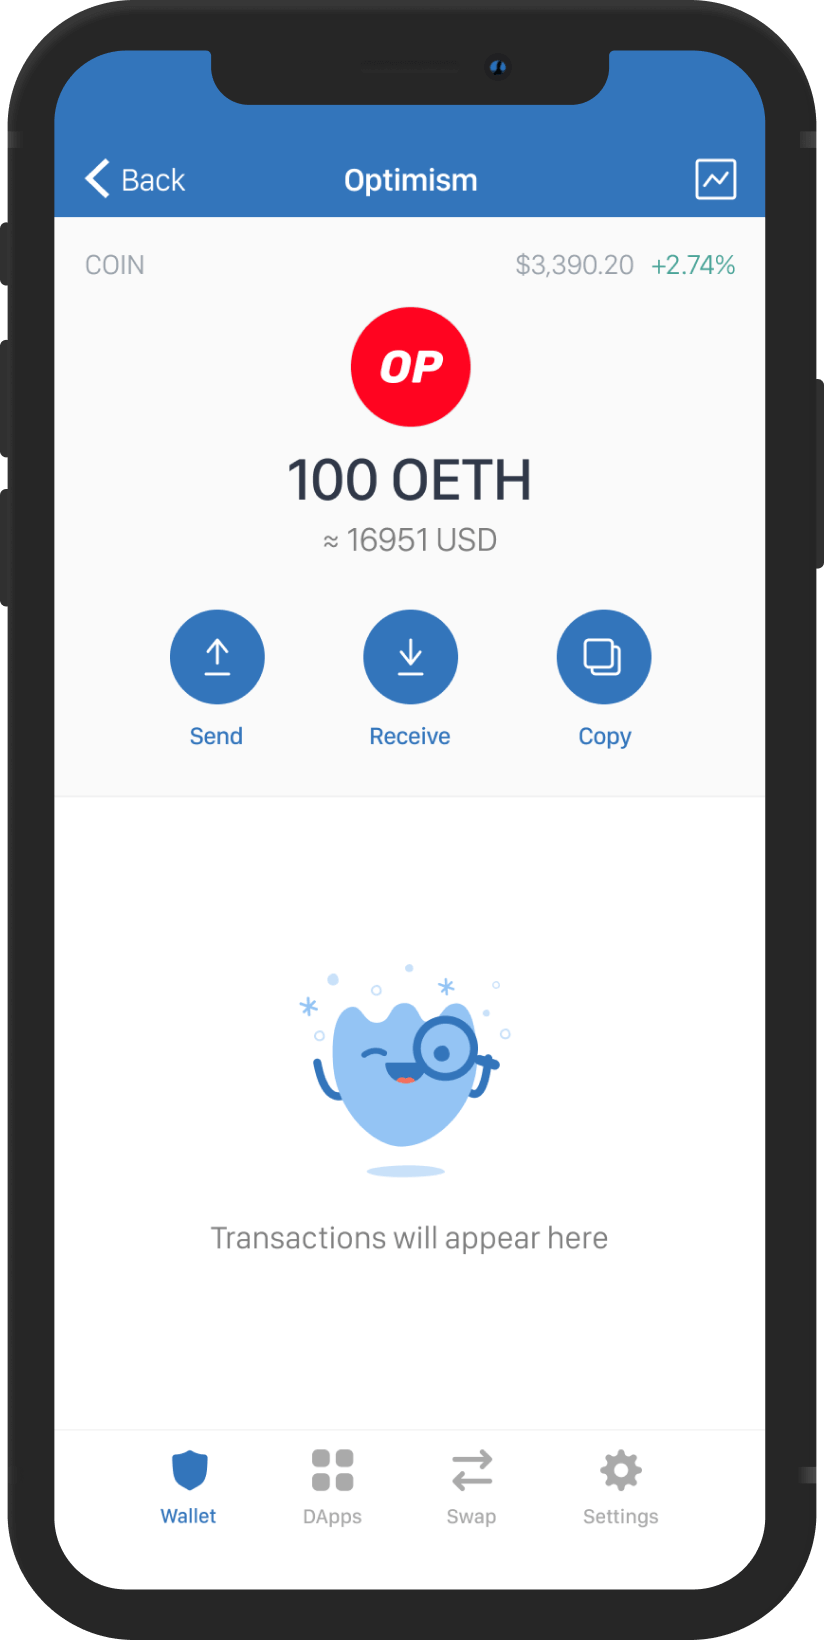 Back
Optimism
COIN
$3,390.20 +2.74%
OP
100 OETH
≈ 16951 USD
Send
Receive
Copy
Transactions will appear here
Wallet
DApps
Swap
Settings